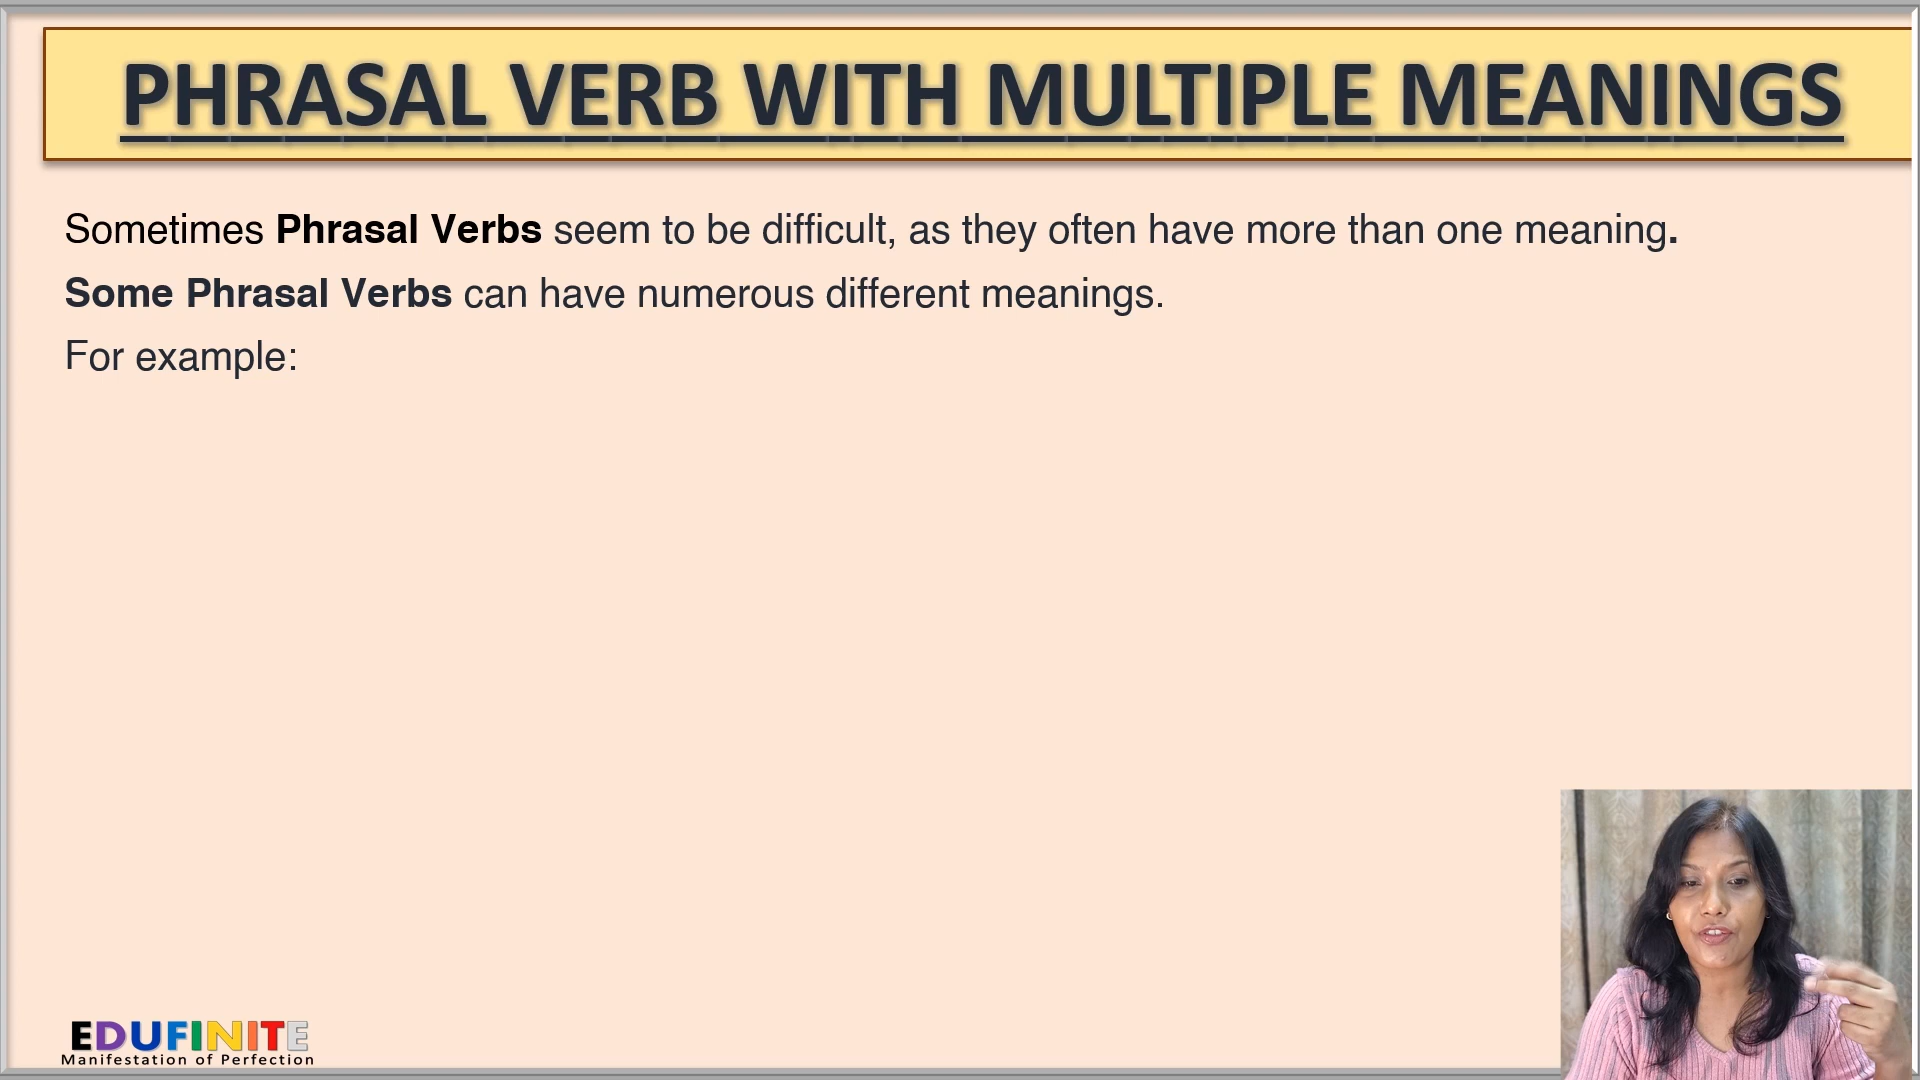 PHRASAL VERB WITH MULTIPLE MEANINGS
Sometimes Phrasal Verbs seem to be difficult, as they often have more than one meaning.
Some Phrasal Verbs can have numerous different meanings.
For example:
EDUFINITE
Manifestation of Perfection